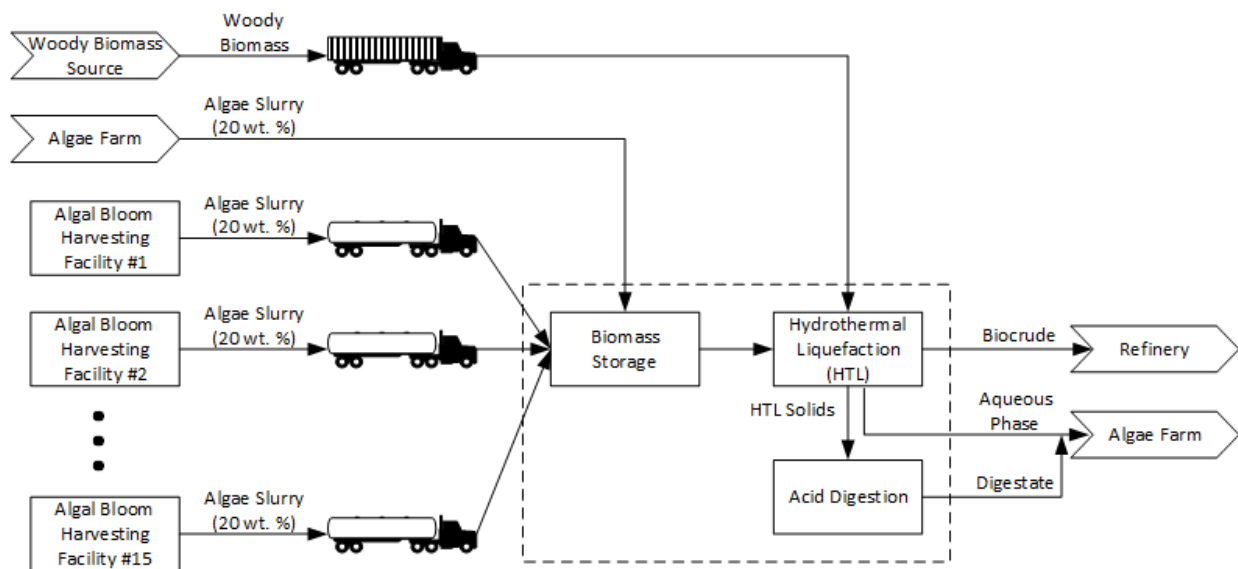 Woody Biomass
Source
Woody
Biomass
Algae Farm
Algae Slurry
(20 wt. %)
Algal Bloom
Harvesting
Facility #1
Algae Slurry
(20 wt. %)
Algal Bloom
Harvesting
Facility #2
Algae Slurry
(20 wt. %)
Algal Bloom
Harvesting
Facility #15
Algae Slurry
(20 wt. %)
Biomass
Storage
Hydrothermal
Liquefaction
(HTL)
HTL Solids
Acid Digestion
Biocrude
Refinery
Aqueous
Phase
Algae Farm
Digestate